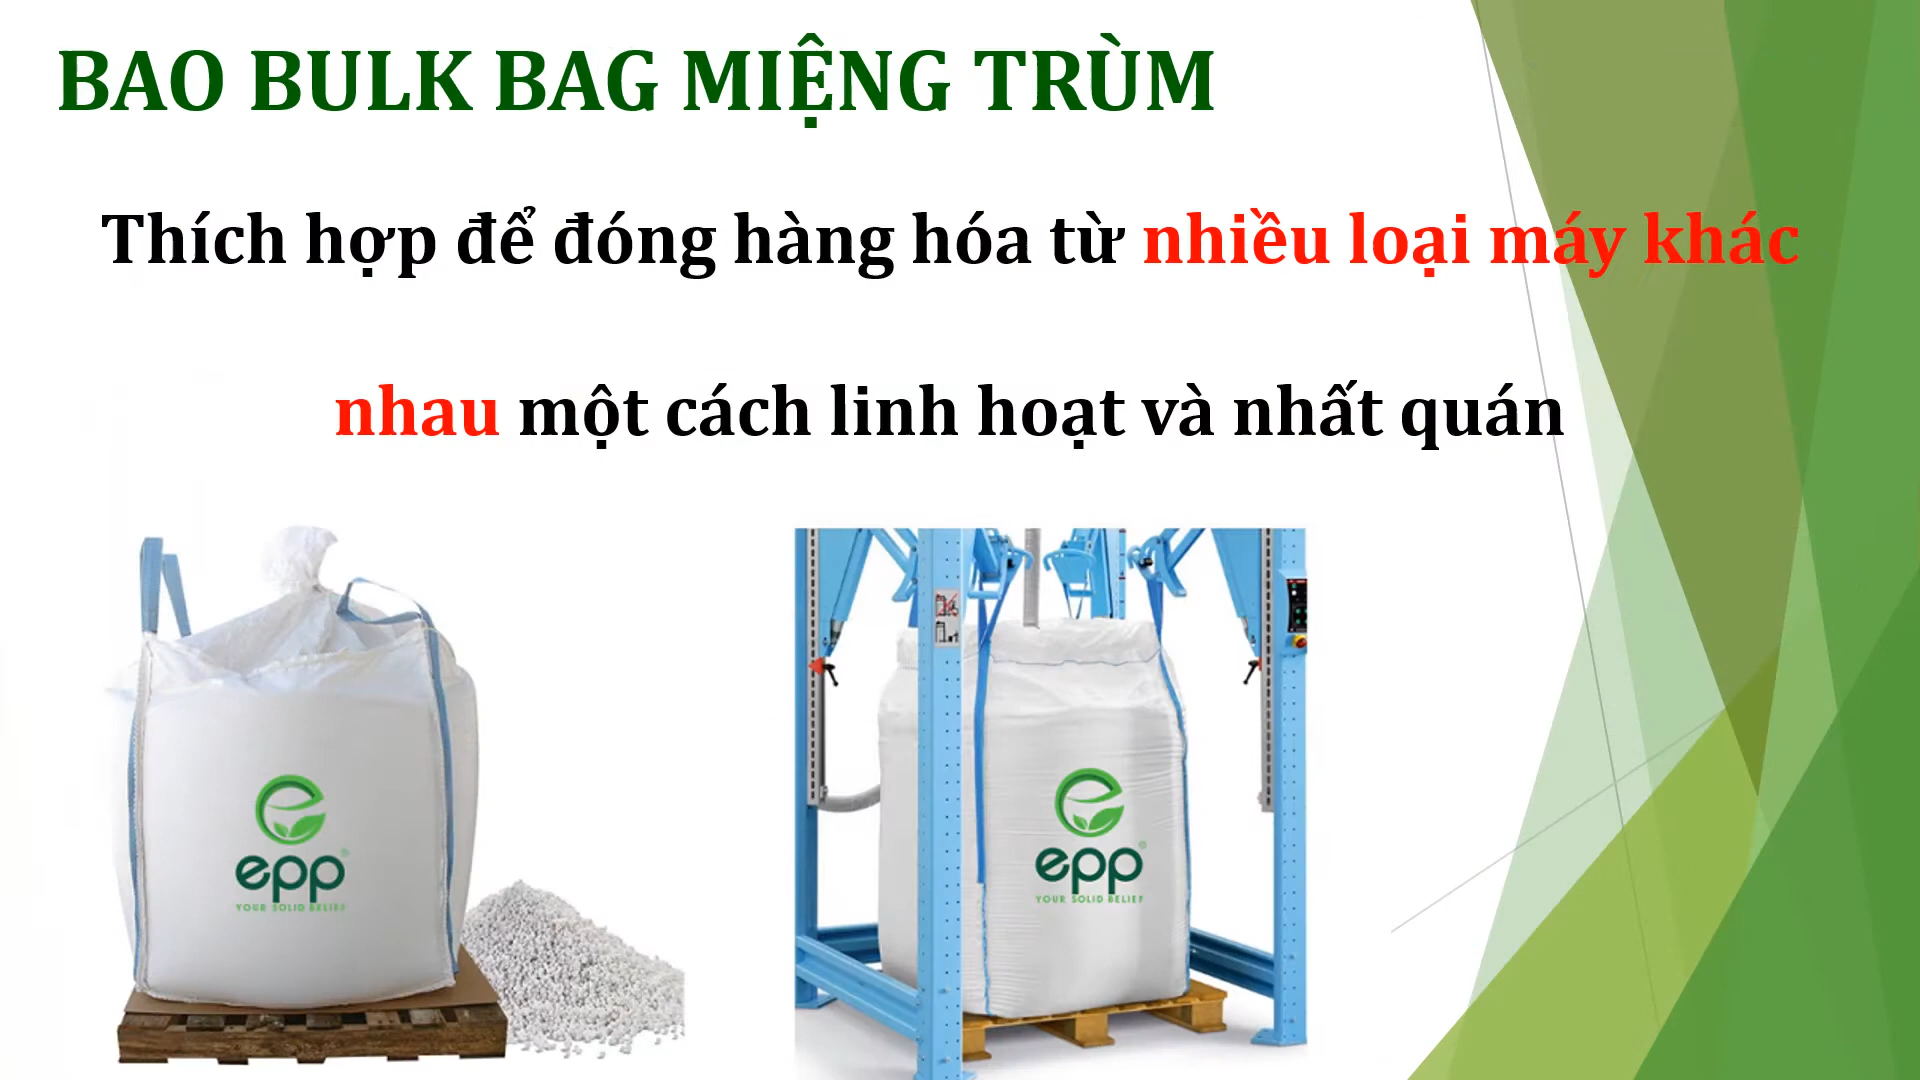 BAO BULK BAG MIỆNG TRÙM
Thích hợp để đóng hàng hóa từ nhiều loại máy khác
nhau một cách linh hoạt và nhất quán
epp®
YOUR SOLID BELIEF
epp®
YOUR SOLID BELIEF